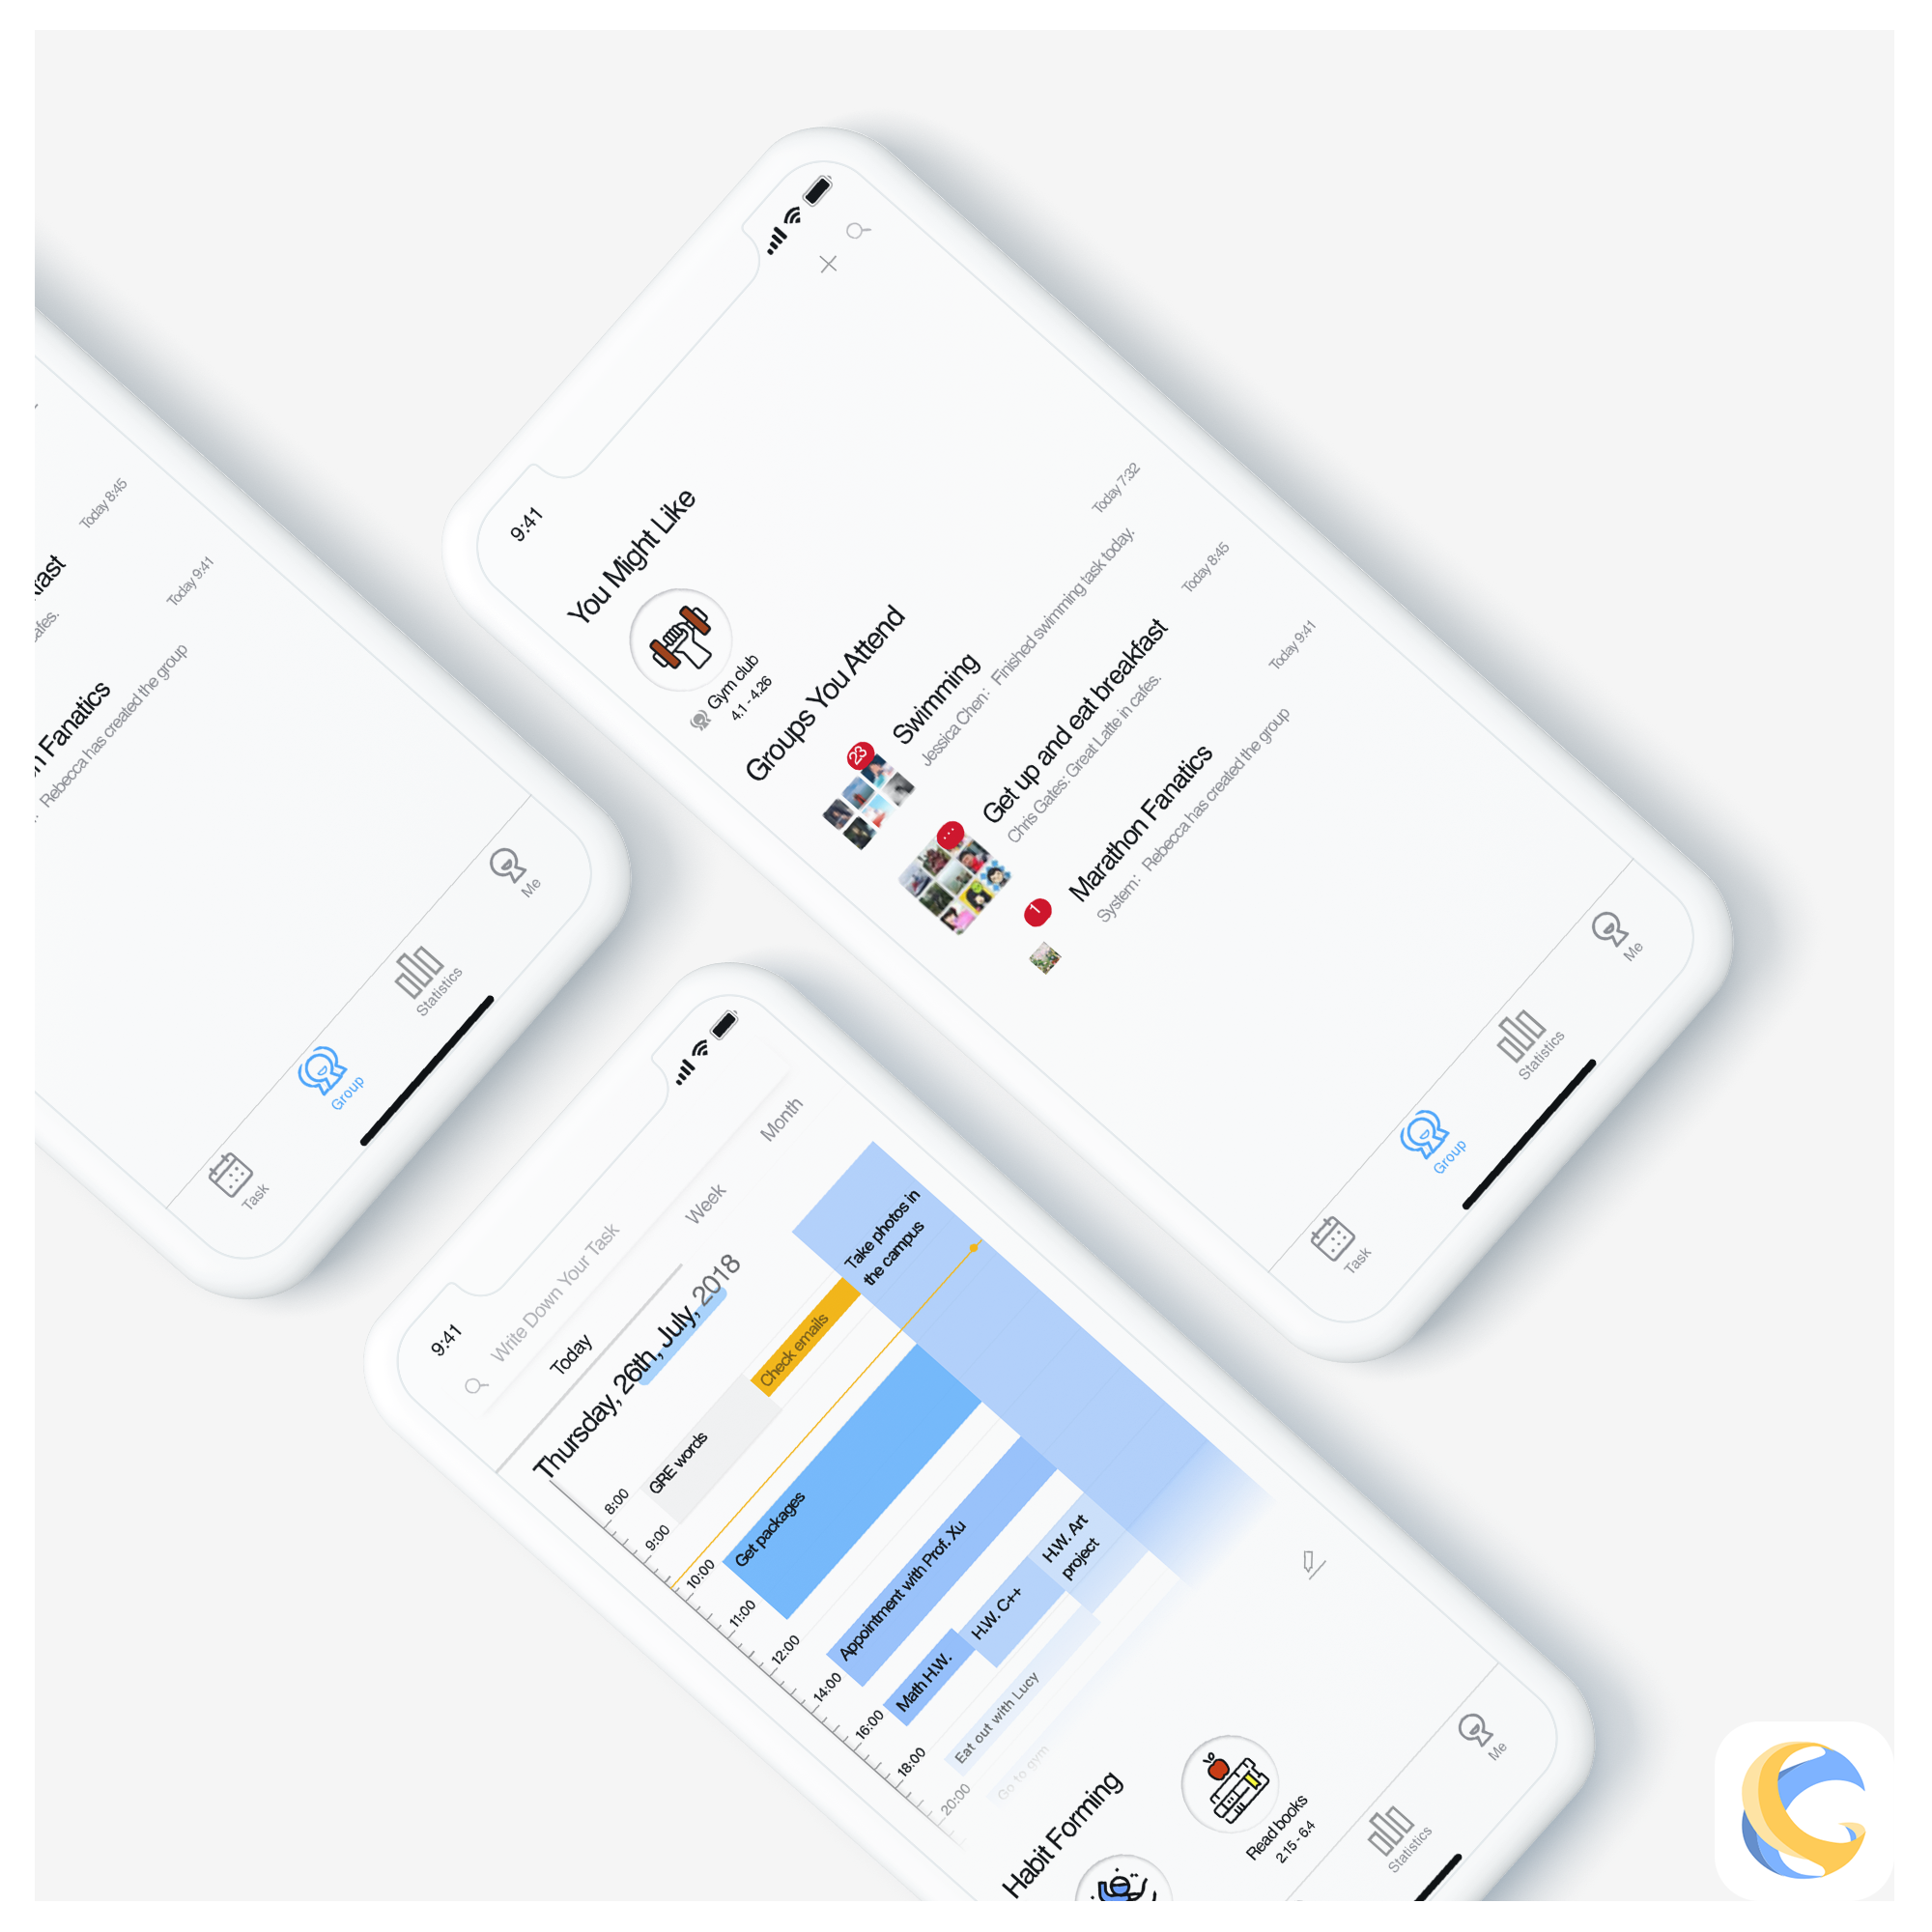 Today 8:45
afes.
Today 9:41
n Fanatics
Rebecca has created the group
Task
Group
Statistics
Me
9:41
You Might Like
Gym club
4.1 - 4.26
Groups You Attend
23
Swimming
Today 7:32
Jessica Chen: Finished swimming task today.
...
Get up and eat breakfast
Today 8:45
Chris Gates: Great Latte in cafes.
1
Marathon Fanatics
Today 9:41
System: Rebecca has created the group
Task
Group
Statistics
Me
9:41
Write Down Your Task
Today
Week
Month
Thursday, 26th, July, 2018
8:00
9:00
10:00
11:00
12:00
14:00
16:00
18:00
20:00
GRE words
Check emails
Take photos in
the campus
Get packages
Appointment with Prof. Xu
Math H.W.
H.W. C++
H.W. Art
project
Eat out with Lucy
Go to gym
Habit Forming
Read books
2.15 - 6.4
Statistics
Me